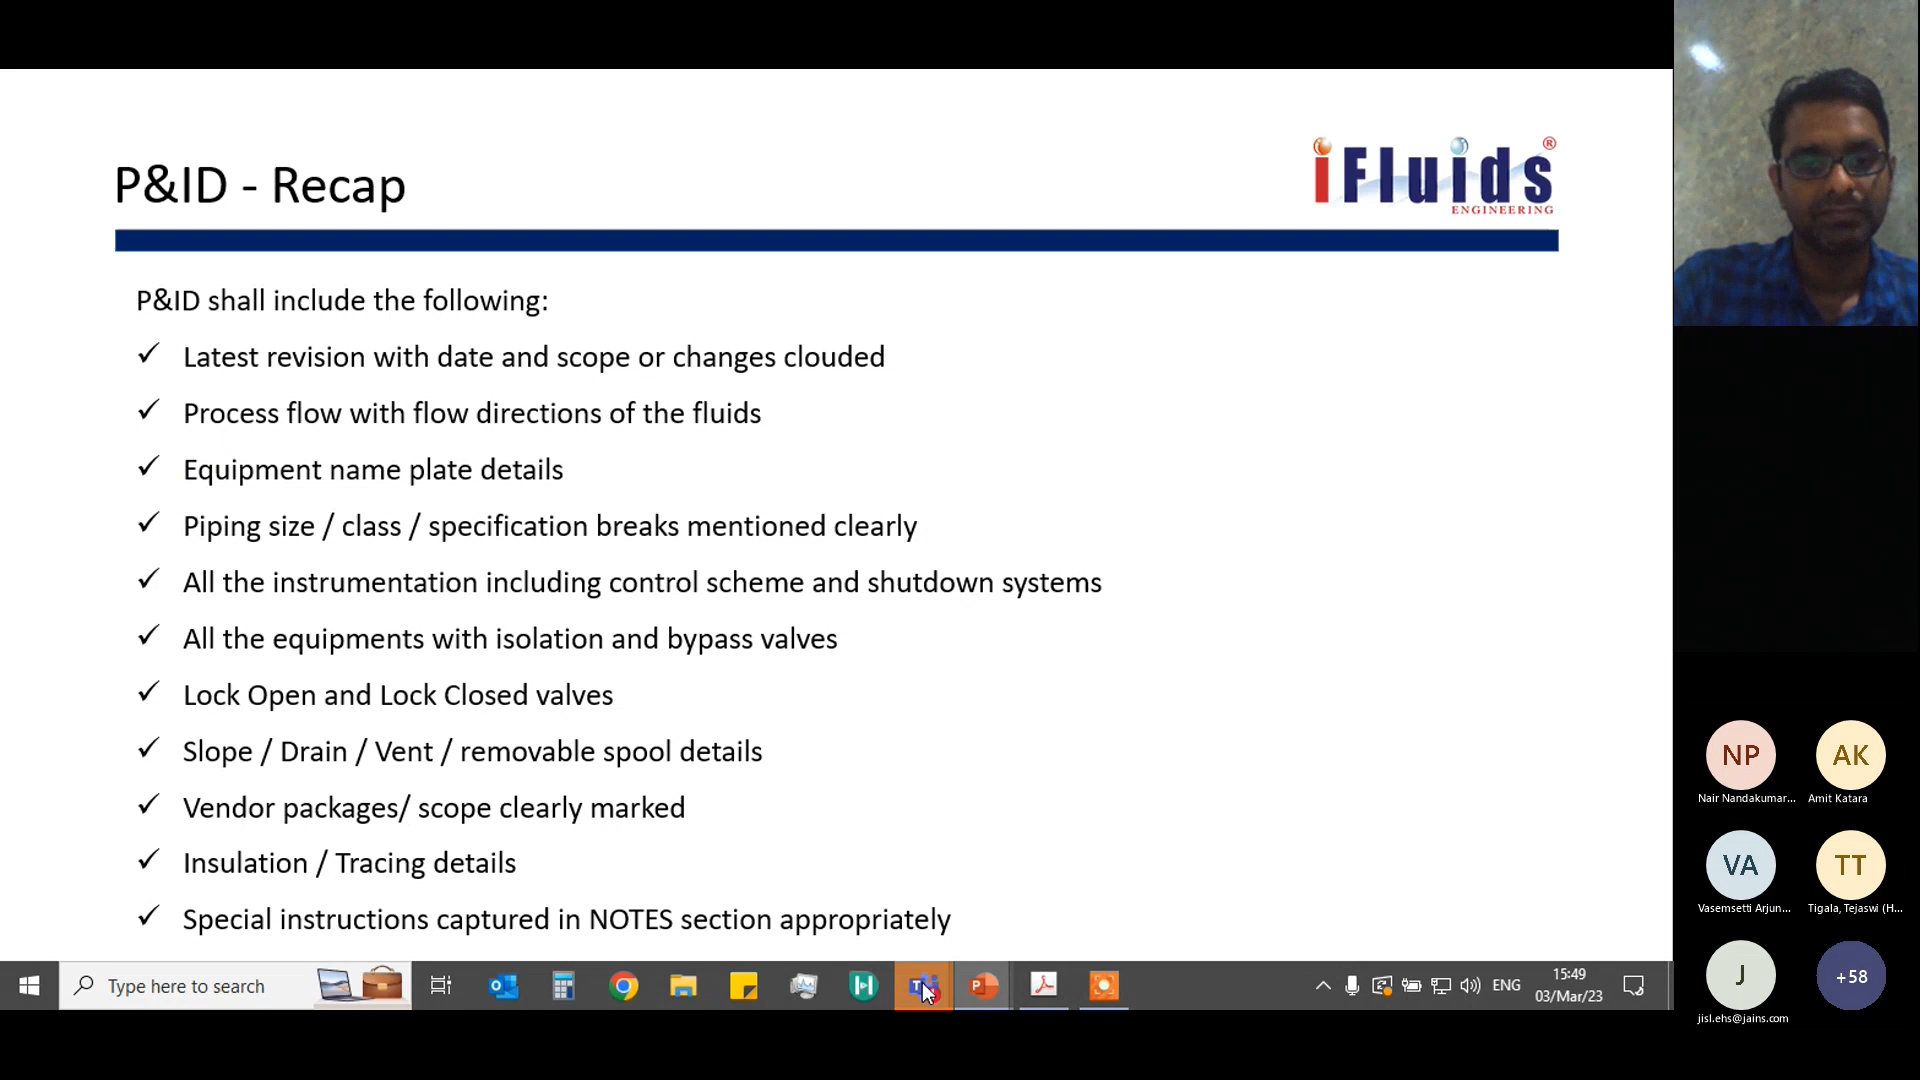 P&ID - Recap
iFluids®
ENGINEERING
P&ID shall include the following:
✓ Latest revision with date and scope or changes clouded
✓ Process flow with flow directions of the fluids
✓ Equipment name plate details
✓ Piping size / class / specification breaks mentioned clearly
✓ All the instrumentation including control scheme and shutdown systems
✓ All the equipments with isolation and bypass valves
✓ Lock Open and Lock Closed valves
✓ Slope / Drain / Vent / removable spool details
✓ Vendor packages/ scope clearly marked
✓ Insulation / Tracing details
✓ Special instructions captured in NOTES section appropriately
Type here to search
ENG
15:49
03/Mar/23
NP
AK
Nair Nandakumar...
Amit Katara
VA
TT
Vasemsetti Arjun...
Tigala, Tejaswi (H...
J
+58
jisl.ehs@jains.com